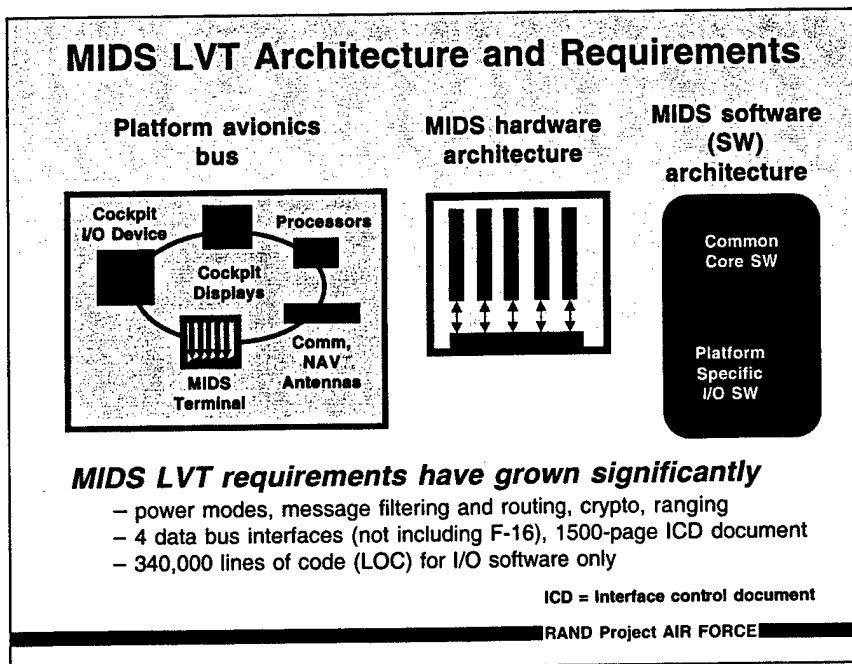 MIDS LVT Architecture and Requirements
Platform avionics
bus
MIDS hardware
architecture
MIDS software
(SW)
architecture
Cockpit
I/O Device
Processors
Cockpit
Displays
Comm,
NAV
Antennas
MIDS
Terminal
Common
Core SW
Platform
Specific
I/O SW
MIDS LVT requirements have grown significantly
– power modes, message filtering and routing, crypto, ranging
– 4 data bus interfaces (not including F-16), 1500-page ICD document
– 340,000 lines of code (LOC) for I/O software only
ICD = Interface control document
RAND Project AIR FORCE